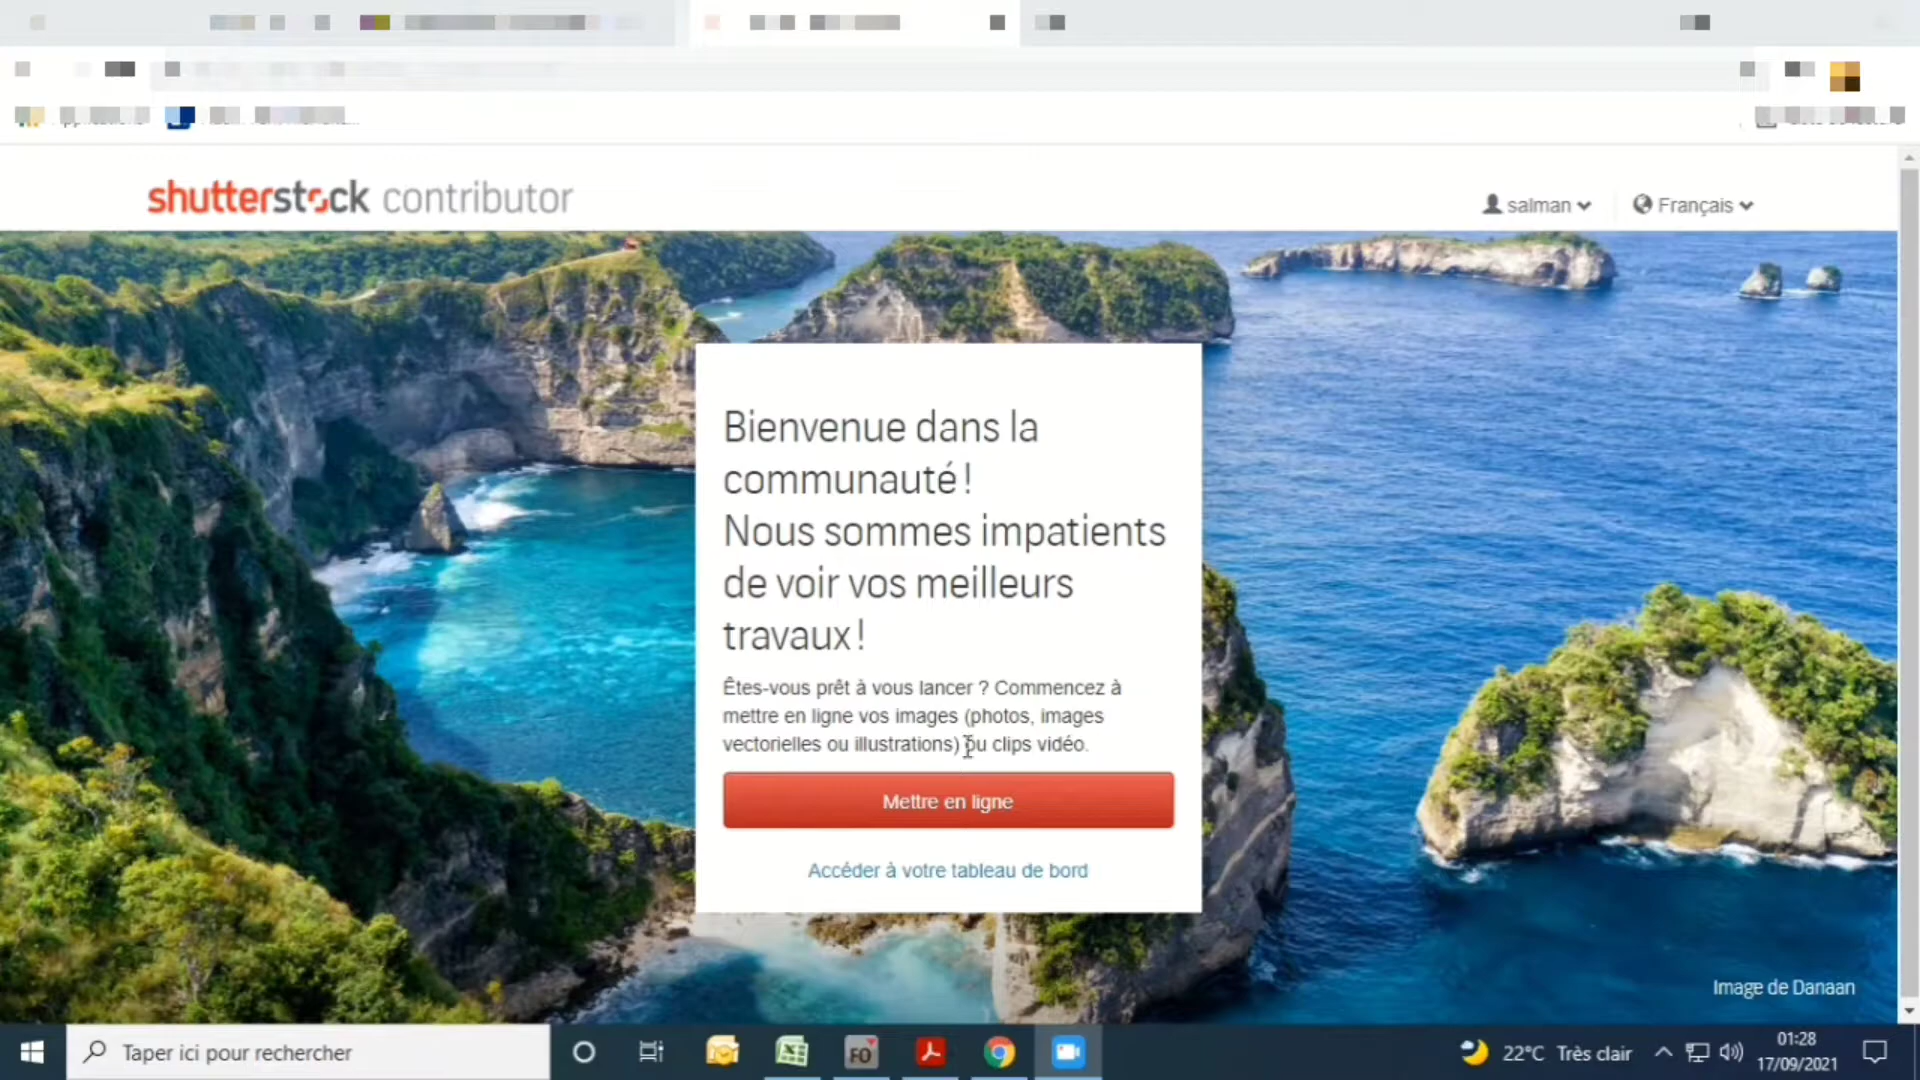 shutterstock contributor
salman
Français
Bienvenue dans la
communauté !
Nous sommes impatients
de voir vos meilleurs
travaux !
Êtes-vous prêt à vous lancer ? Commencez à
mettre en ligne vos images (photos, images
vectorielles ou illustrations) ou clips vidéo.
Mettre en ligne
Accéder à votre tableau de bord
Image de Danaan
Taper ici pour rechercher
FO
22°C Très clair
01:28
17/09/2021